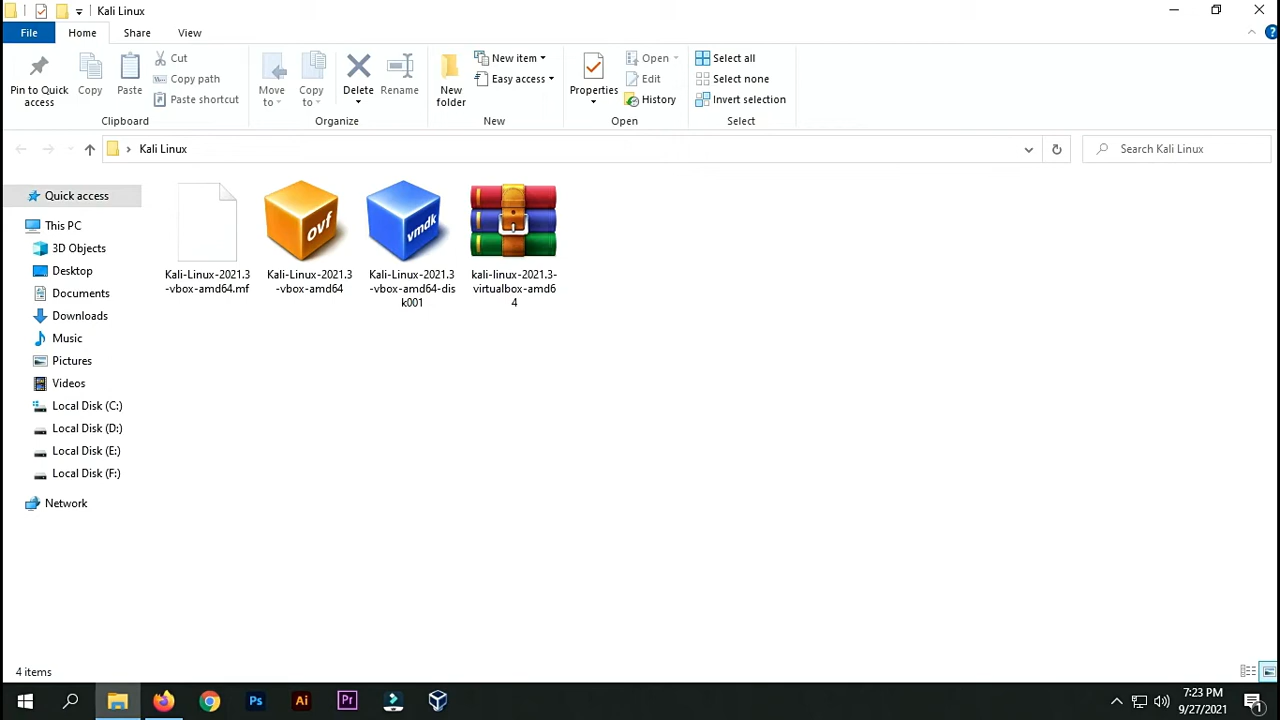 Kali Linux
File
Home
Share
View
Pin to Quick
access
Copy
Paste
Cut
Copy path
Paste shortcut
Clipboard
Move
to
Copy
to
Delete
Rename
Organize
New
folder
New item
Easy access
New
Properties
Open
Edit
History
Open
Select all
Select none
Invert selection
Select
Kali Linux
Search Kali Linux
Quick access
This PC
3D Objects
Desktop
Documents
Downloads
Music
Pictures
Videos
Local Disk (C:)
Local Disk (D:)
Local Disk (E:)
Local Disk (F:)
Network
Kali-Linux-2021.3
-vbox-amd64.mf
ovf
Kali-Linux-2021.3
-vbox-amd64
vmdk
Kali-Linux-2021.3
-vbox-amd64-dis
k001
kali-linux-2021.3-
virtualbox-amd6
4
4 items
Ps
Ai
Pr
7:23 PM
9/27/2021
1